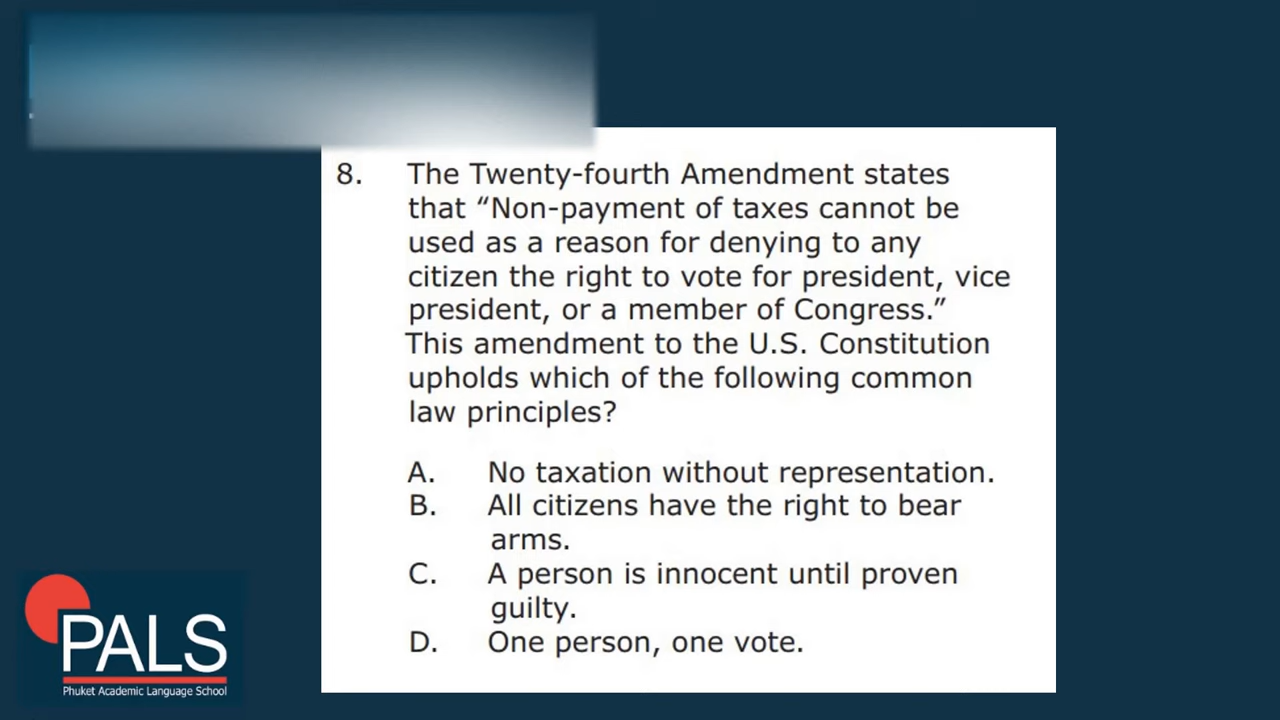 8. The Twenty-fourth Amendment states
that “Non-payment of taxes cannot be
used as a reason for denying to any
citizen the right to vote for president, vice
president, or a member of Congress.”
This amendment to the U.S. Constitution
upholds which of the following common
law principles?
A. No taxation without representation.
B. All citizens have the right to bear
arms.
C. A person is innocent until proven
guilty.
D. One person, one vote.
PALS
Phuket Academic Language School